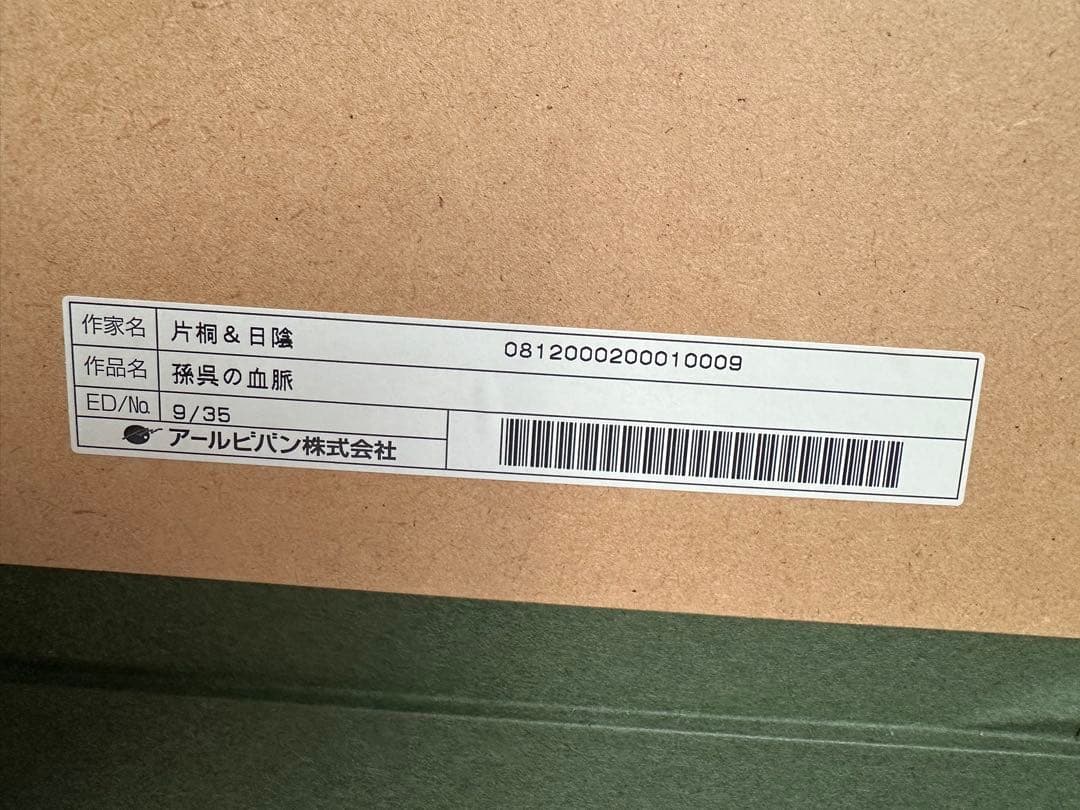 作家名 片桐&日陰 0812000200010009
作品名 孫呉の血脈
ED/No. 9/35
アールビバン株式会社